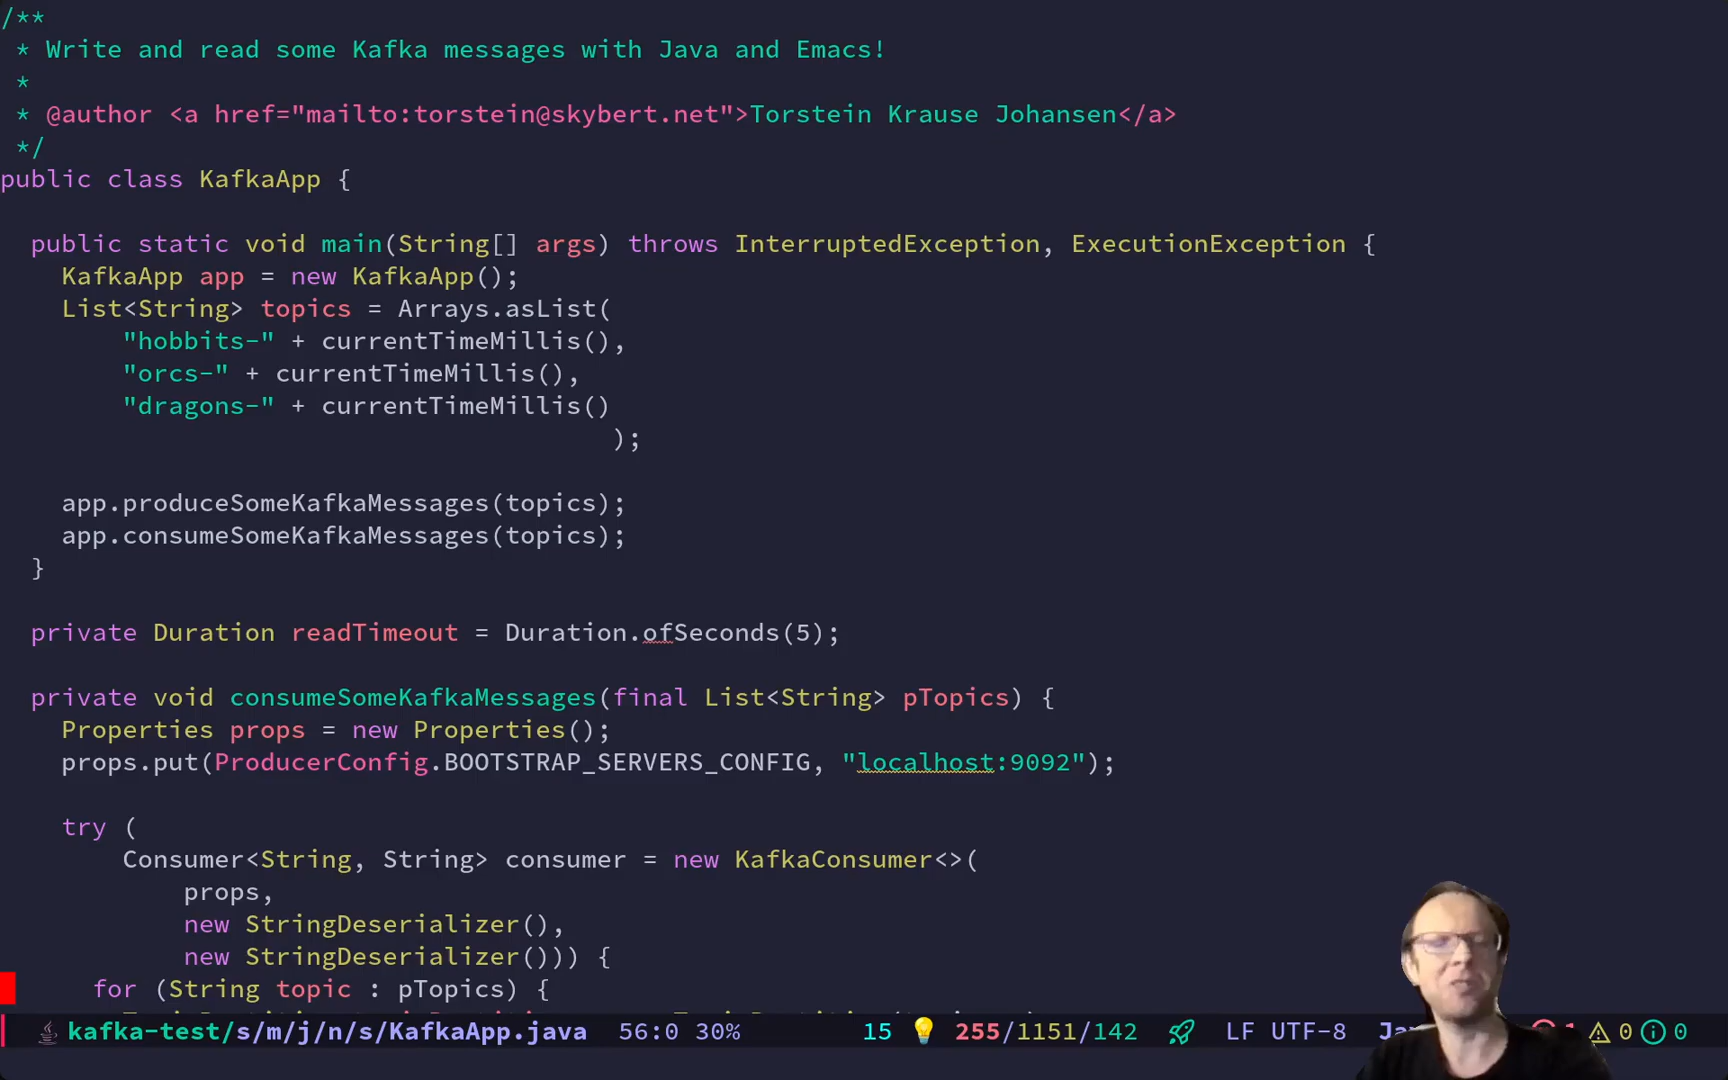 /**
 * Write and read some Kafka messages with Java and Emacs!
 *
 * @author <a href="mailto:torstein@skybert.net">Torstein Krause Johansen</a>
 */
public class KafkaApp {
  public static void main(String[] args) throws InterruptedException, ExecutionException {
    KafkaApp app = new KafkaApp();
    List<String> topics = Arrays.asList(
        "hobbits-" + currentTimeMillis(),
        "orcs-" + currentTimeMillis(),
        "dragons-" + currentTimeMillis()
                                        );
    app.produceSomeKafkaMessages(topics);
    app.consumeSomeKafkaMessages(topics);
  }
  private Duration readTimeout = Duration.ofSeconds(5);
  private void consumeSomeKafkaMessages(final List<String> pTopics) {
    Properties props = new Properties();
    props.put(ProducerConfig.BOOTSTRAP_SERVERS_CONFIG, "localhost:9092");
    try (
        Consumer<String, String> consumer = new KafkaConsumer<>(
            props,
            new StringDeserializer(),
            new StringDeserializer())) {
      for (String topic : pTopics) {
kafka-test/s/m/j/n/s/KafkaApp.java 56:0 30% 15 255/1151/142 LF UTF-8 0 0